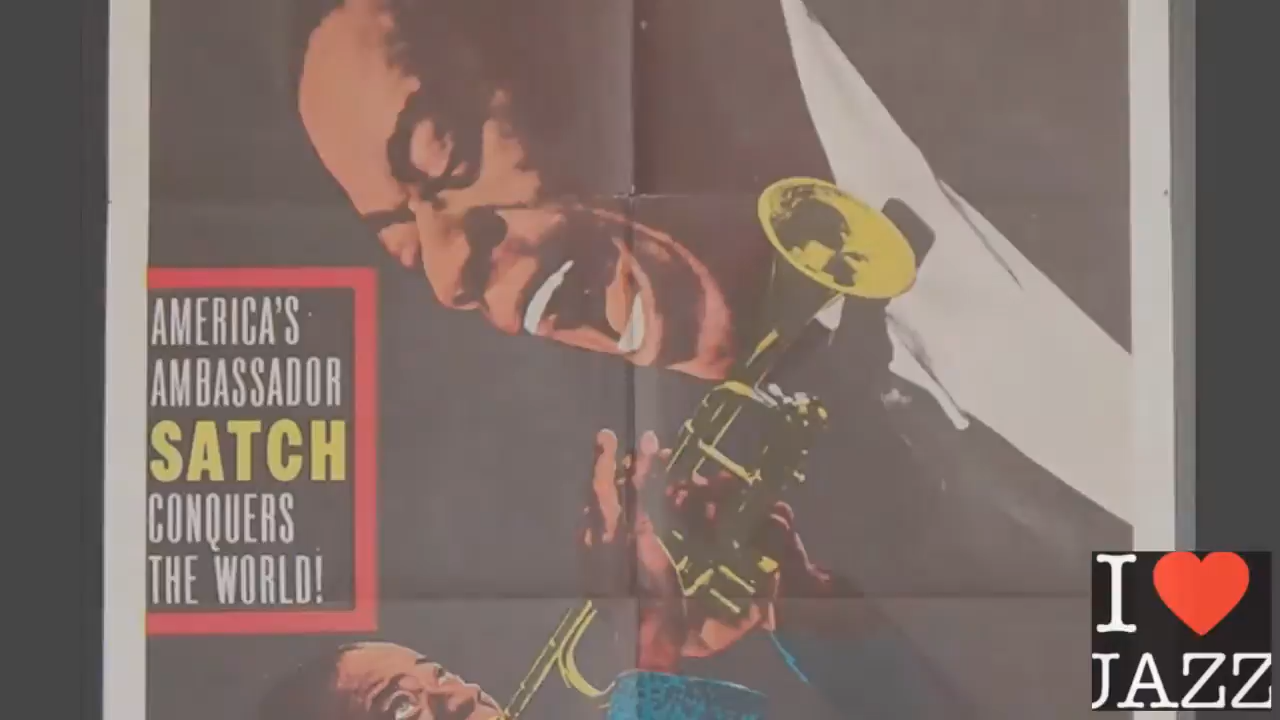 AMERICA'S
AMBASSADOR
SATCH
CONQUERS
THE WORLD!
I ❤
JAZZ